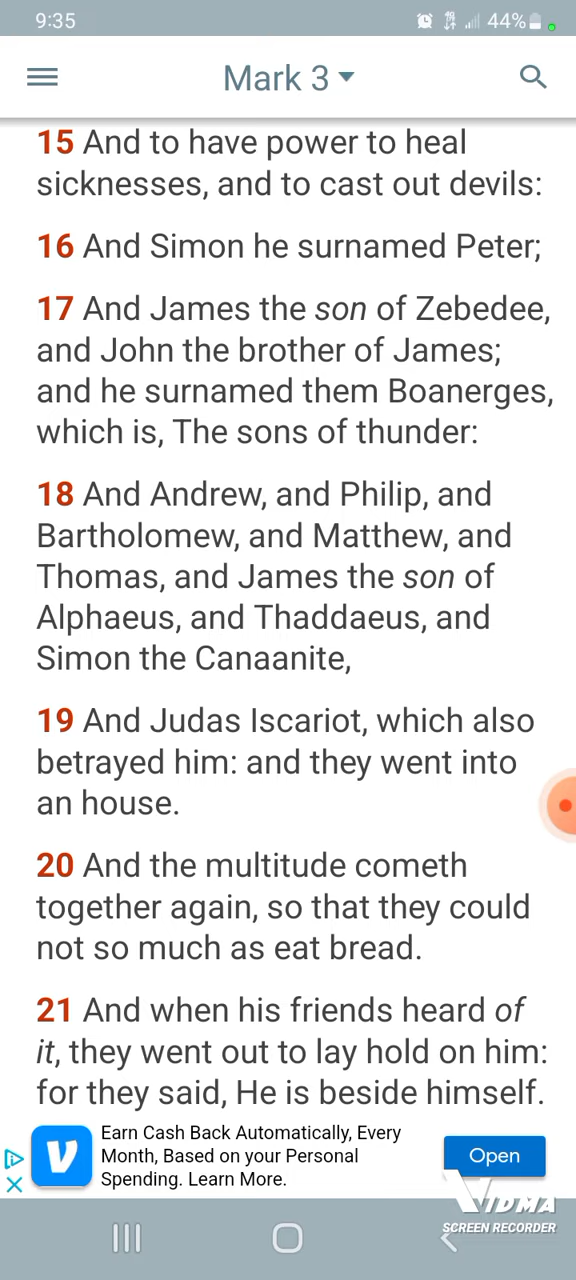 9:35
44%
Mark 3
15 And to have power to heal
sicknesses, and to cast out devils:
16 And Simon he surnamed Peter;
17 And James the son of Zebedee,
and John the brother of James;
and he surnamed them Boanerges,
which is, The sons of thunder:
18 And Andrew, and Philip, and
Bartholomew, and Matthew, and
Thomas, and James the son of
Alphaeus, and Thaddaeus, and
Simon the Canaanite,
19 And Judas Iscariot, which also
betrayed him: and they went into
an house.
20 And the multitude cometh
together again, so that they could
not so much as eat bread.
21 And when his friends heard of
it, they went out to lay hold on him:
for they said, He is beside himself.
Earn Cash Back Automatically, Every
Month, Based on your Personal
Spending. Learn More.
Open
VIDMA
SCREEN RECORDER